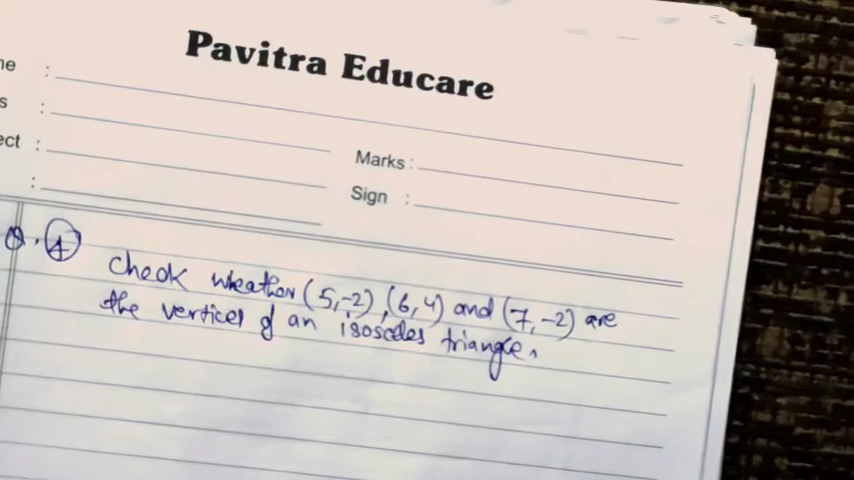 Pavitra Educare
me :
s :
ect :
:
Marks :
Sign :
Q. 4
Check wheather (5,-2), (6,4) and (7,-2) are
the vertices of an isosceles triangle.